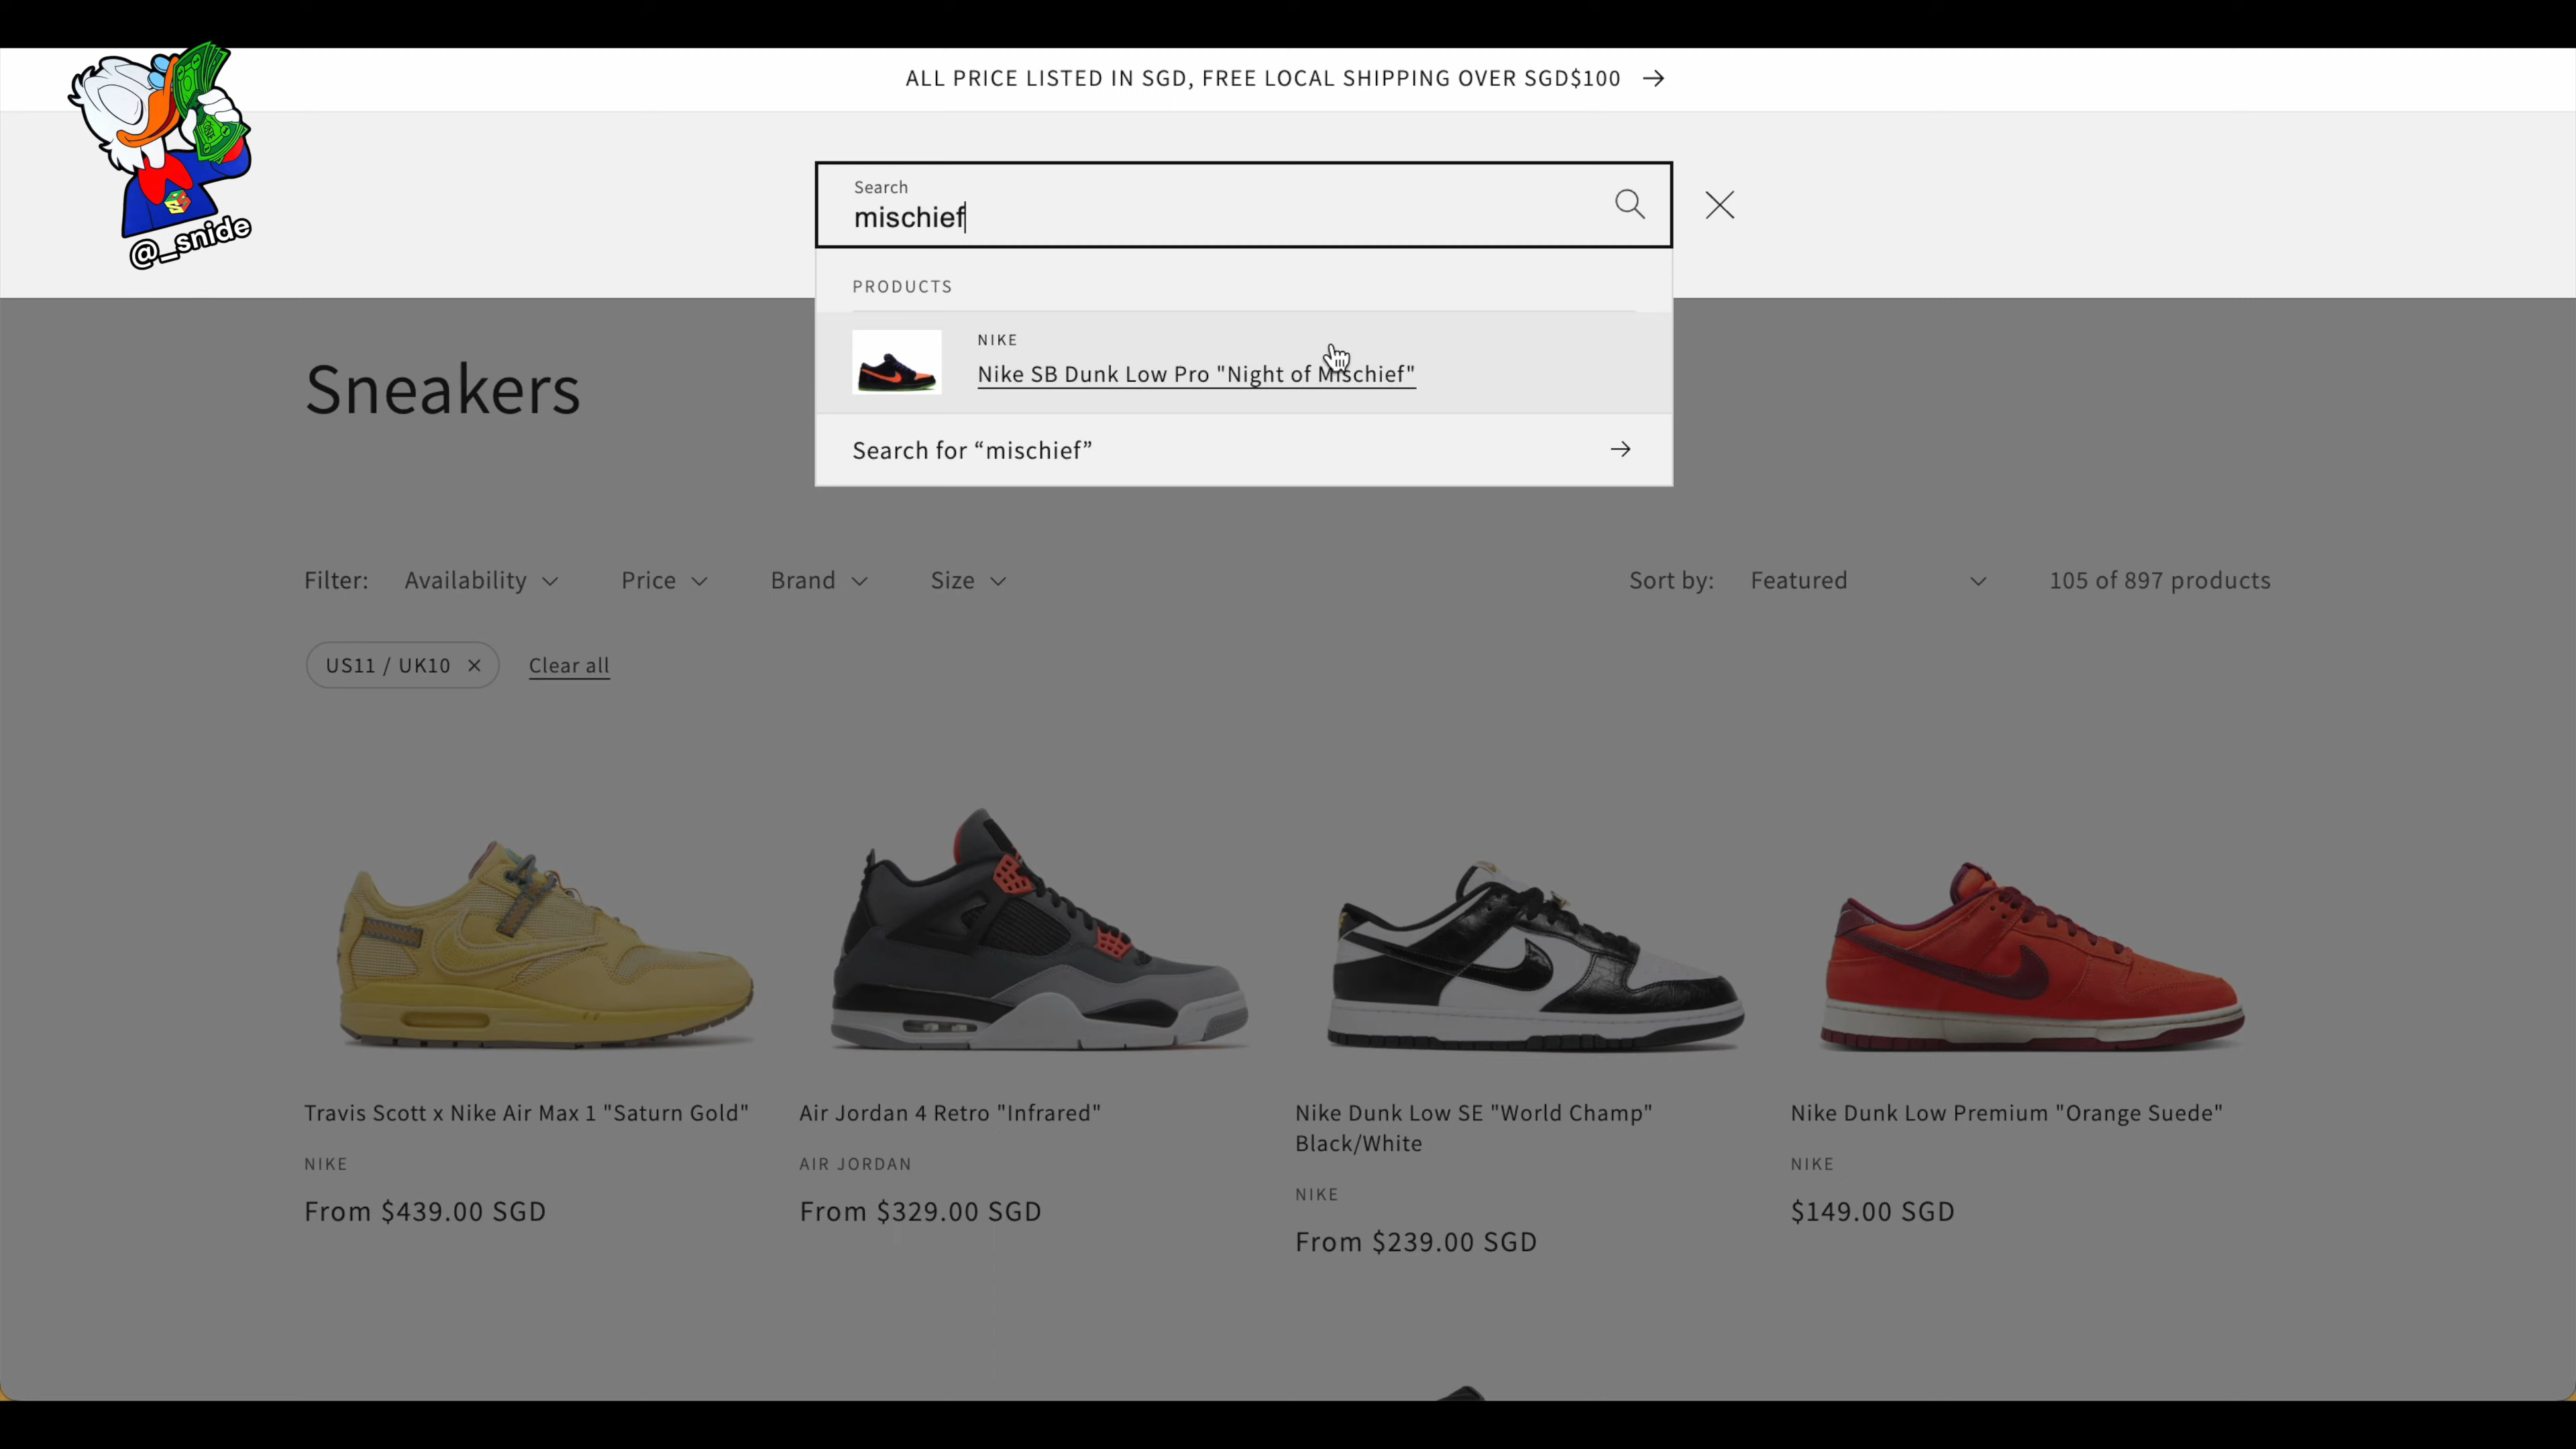 ALL PRICE LISTED IN SGD, FREE LOCAL SHIPPING OVER SGD$100
@_snide
Search
mischief
PRODUCTS
NIKE
Nike SB Dunk Low Pro "Night of Mischief"
Search for “mischief”
Sneakers
Filter: Availability Price Brand Size Sort by: Featured 105 of 897 products
US11 / UK10 Clear all
Travis Scott x Nike Air Max 1 "Saturn Gold"
NIKE
From $439.00 SGD
Air Jordan 4 Retro "Infrared"
AIR JORDAN
From $329.00 SGD
Nike Dunk Low SE "World Champ"
Black/White
NIKE
From $239.00 SGD
Nike Dunk Low Premium "Orange Suede"
NIKE
$149.00 SGD